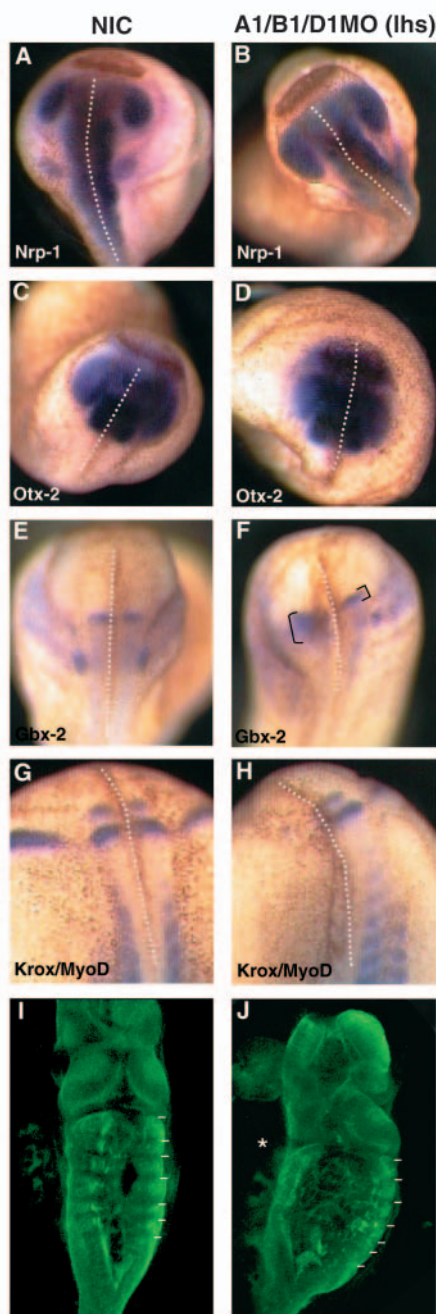 NIC A1/B1/D1MO (lhs)
A B
Nrp-1 Nrp-1
C D
Otx-2 Otx-2
E F
Gbx-2 Gbx-2
G H
Krox/MyoD Krox/MyoD
I J
*